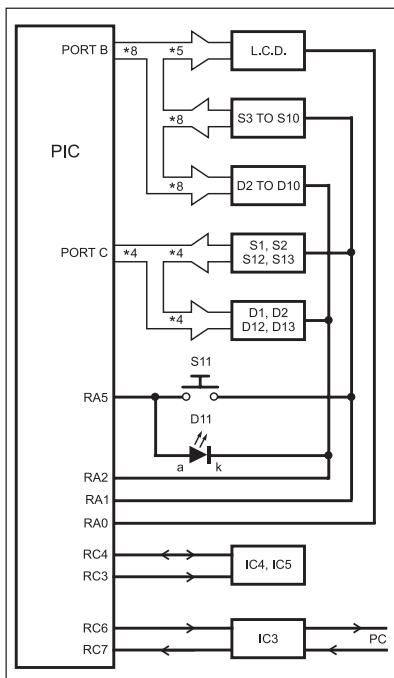 PORT B
*8
*5
L.C.D.
*8
S3 TO S10
PIC
*8
D2 TO D10
PORT C
*4
*4
S1, S2
S12, S13
*4
D1, D2
D12, D13
S11
RA5
D11
a
k
RA2
RA1
RA0
RC4
IC4, IC5
RC3
RC6
IC3
PC
RC7